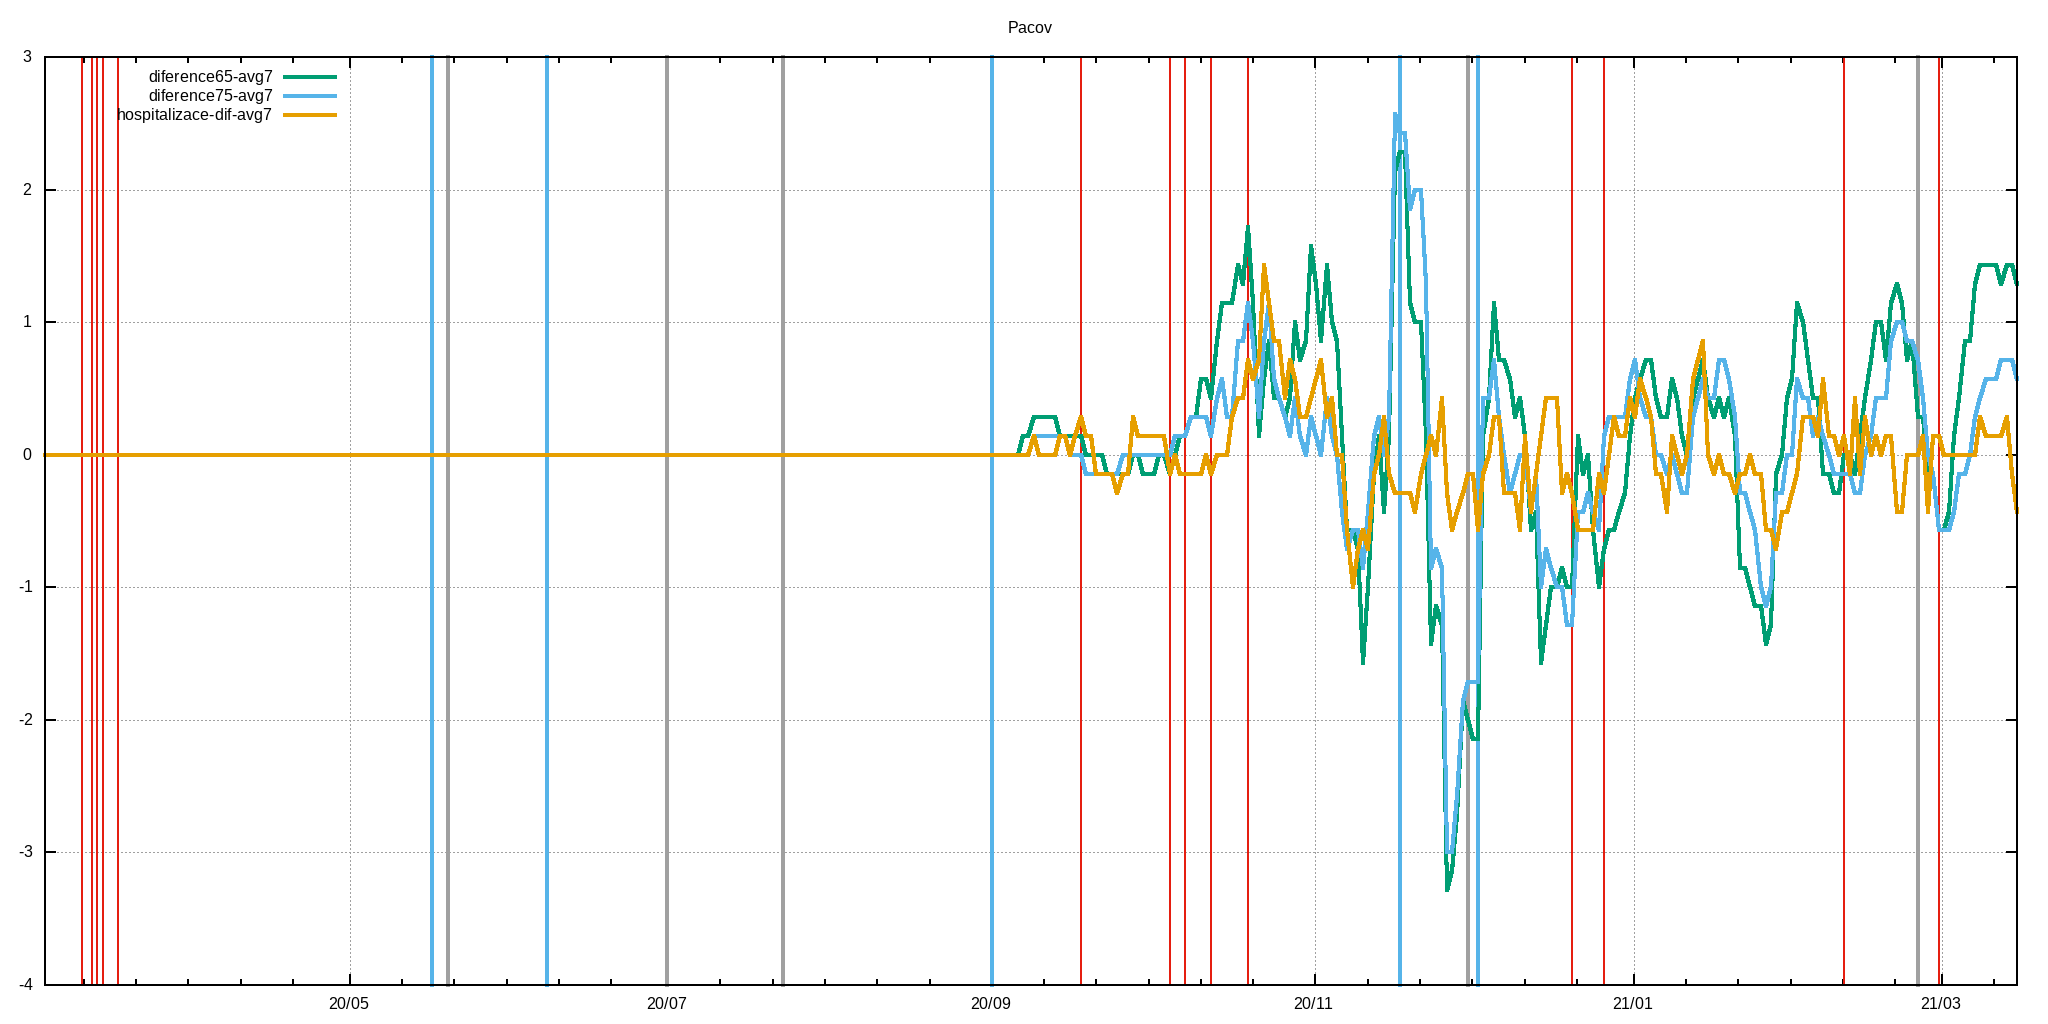 Pacov
3
diference65-avg7
diference75-avg7
hospitalizace-dif-avg7
2
1
0
-1
-2
-3
-4
20/05 20/07 20/09 20/11 21/01 21/03